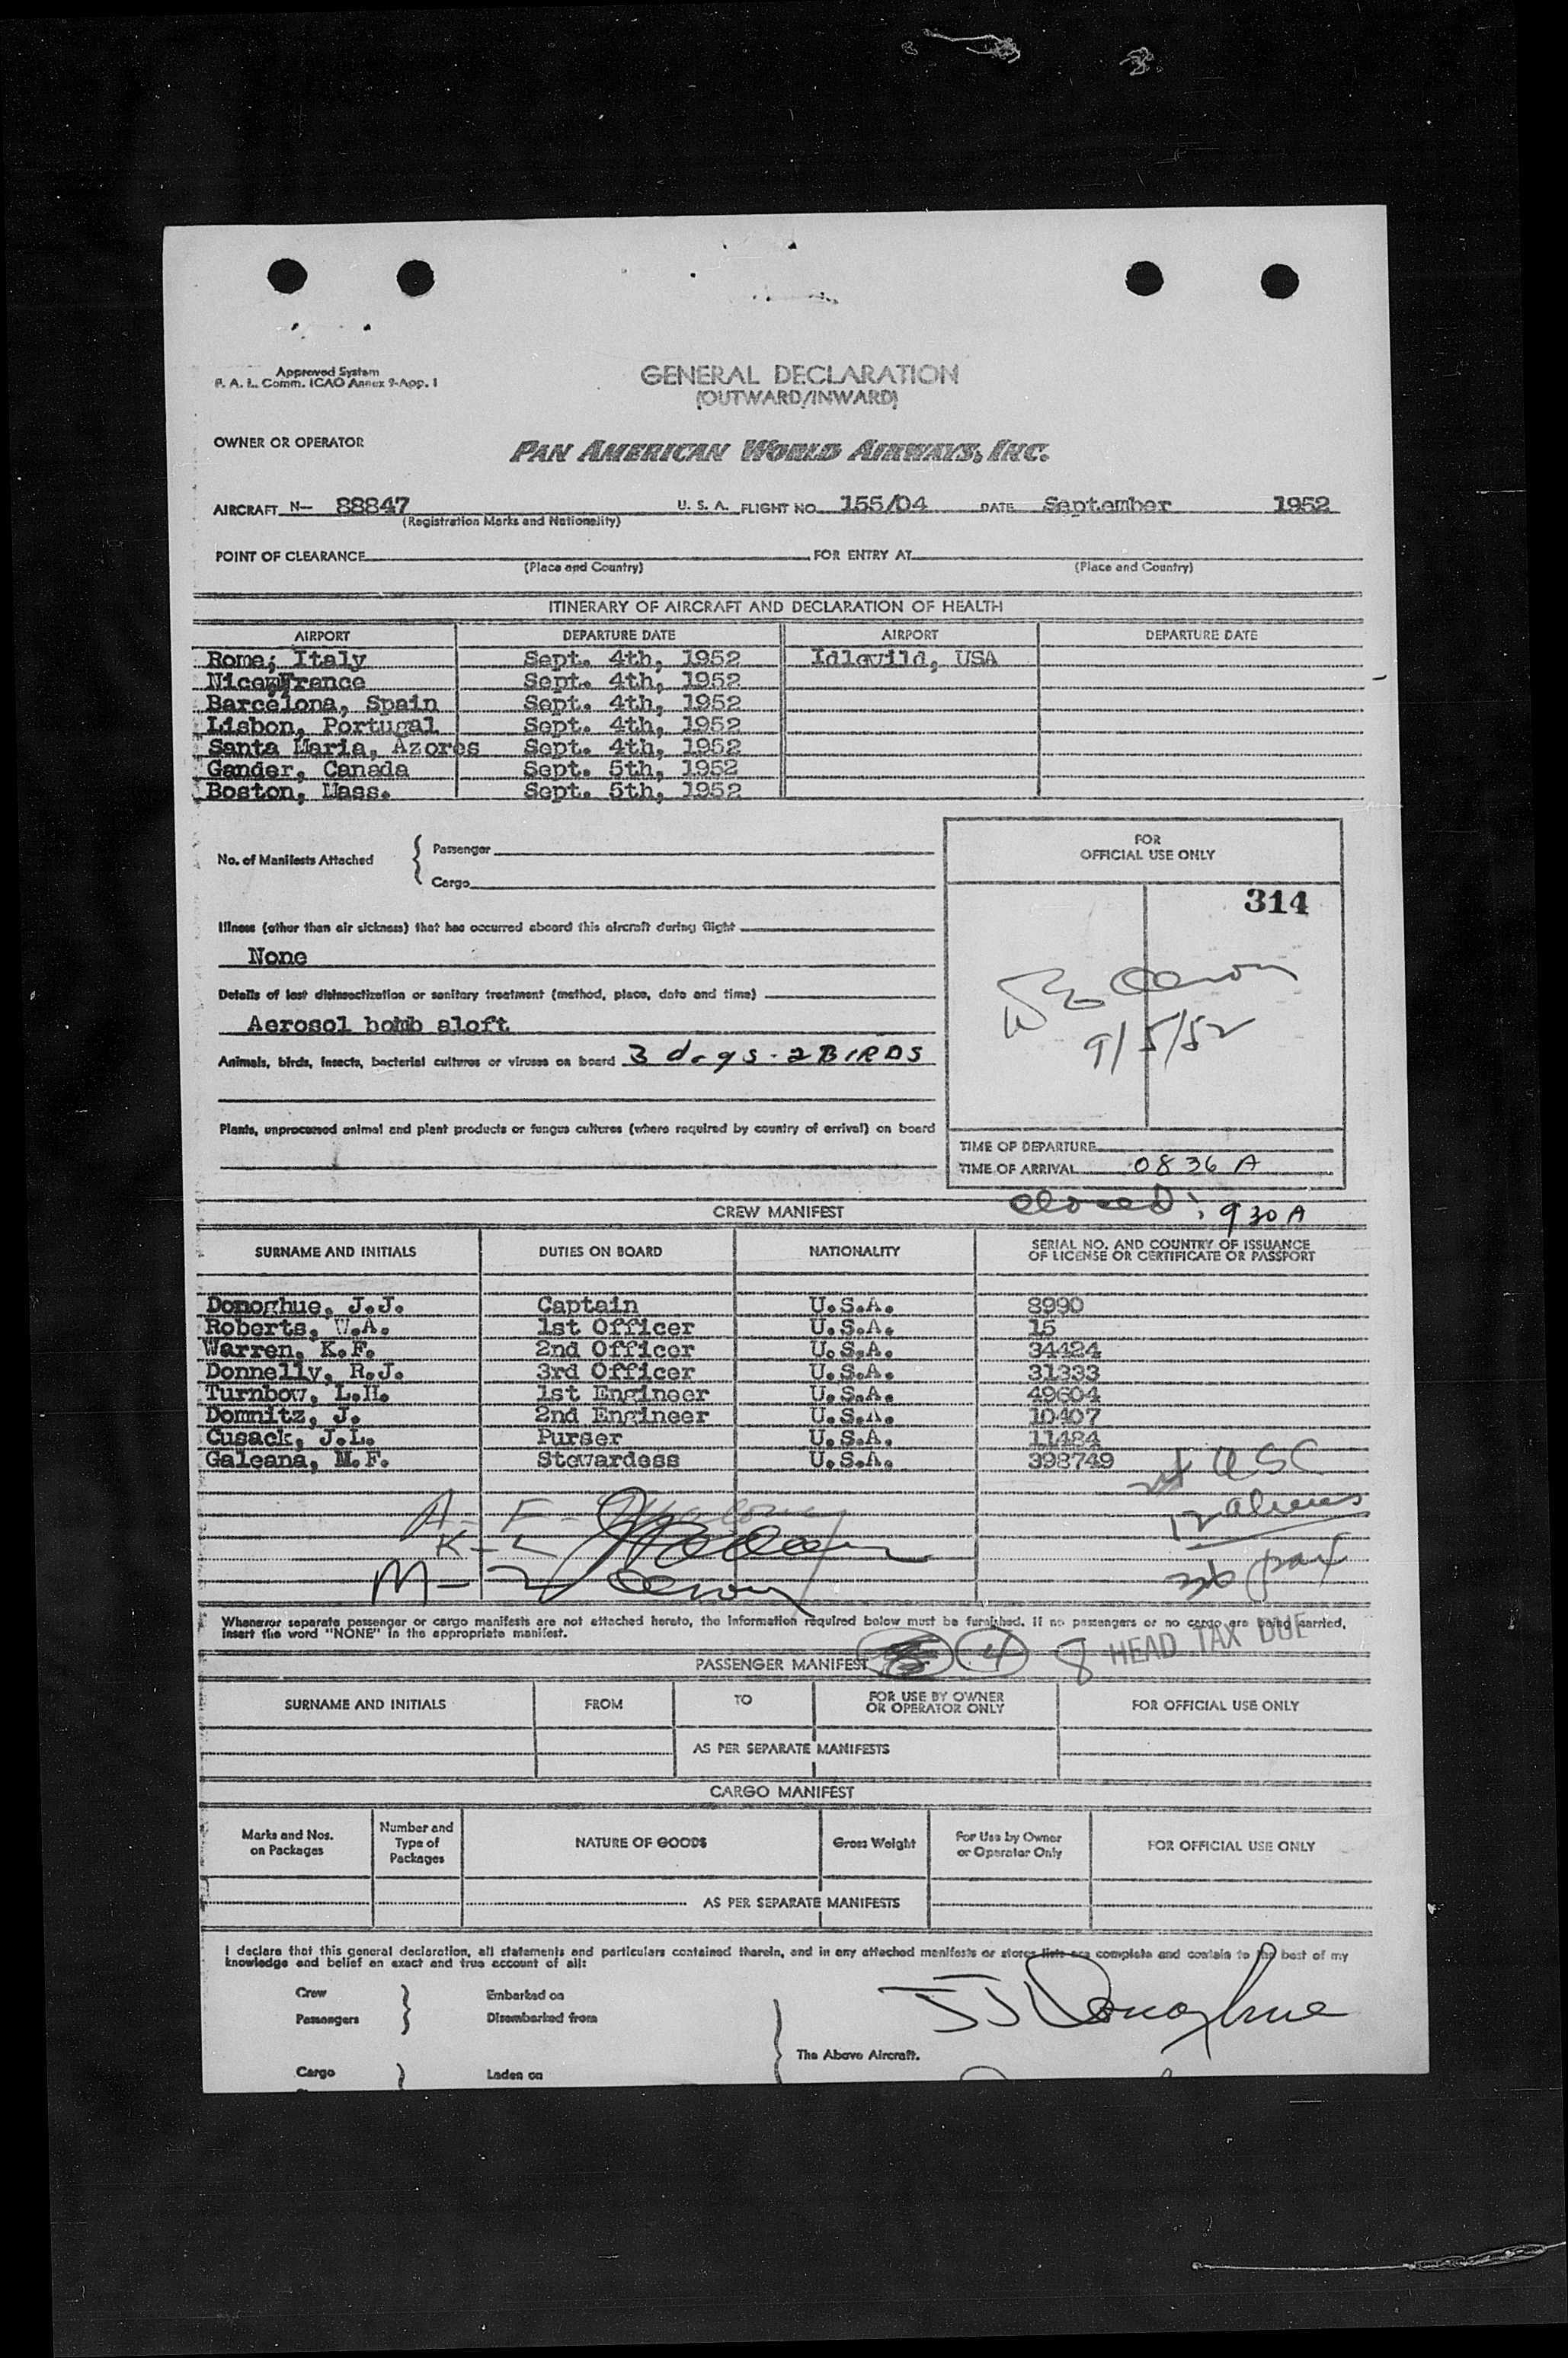 Approved System
F. A. L. Comm. ICAO Annex 9-App. 1
GENERAL DECLARATION
(OUTWARD/INWARD)
OWNER OR OPERATOR
PAN AMERICAN WORLD AIRWAYS, INC.
AIRCRAFT N— 88847 U. S. A. FLIGHT NO. 155/04 DATE September 1952
(Registration Marks and Nationality)
POINT OF CLEARANCE FOR ENTRY AT
(Place and Country) (Place and Country)
ITINERARY OF AIRCRAFT AND DECLARATION OF HEALTH
AIRPORT DEPARTURE DATE AIRPORT DEPARTURE DATE
Rome, Italy Sept. 4th, 1952 Idlewild, USA
Nice, France Sept. 4th, 1952
Barcelona, Spain Sept. 4th, 1952
Lisbon, Portugal Sept. 4th, 1952
Santa Maria, Azores Sept. 4th, 1952
Gander, Canada Sept. 5th, 1952
Boston, Mass. Sept. 5th, 1952
No. of Manifests Attached
Passenger
Cargo
FOR
OFFICIAL USE ONLY
314
9/5/52
Illness (other than air sickness) that has occurred aboard this aircraft during flight
None
Details of last disinsectization or sanitary treatment (method, place, date and time)
Aerosol bomb aloft
Animals, birds, insects, bacterial cultures or viruses on board 3 dogs - 2 BIRDS
Plants, unprocessed animal and plant products or fungus cultures (where required by country of arrival) on board
TIME OF DEPARTURE
TIME OF ARRIVAL 0836 A
closed: 930 A
CREW MANIFEST
SURNAME AND INITIALS DUTIES ON BOARD NATIONALITY SERIAL NO. AND COUNTRY OF ISSUANCE
OF LICENSE OR CERTIFICATE OR PASSPORT
Donoghue, J.J. Captain U.S.A. 8990
Roberts, W.A. 1st Officer U.S.A. 15
Warren, K.F. 2nd Officer U.S.A. 34424
Donnelly, R.J. 3rd Officer U.S.A. 31333
Turnbow, L.H. 1st Engineer U.S.A. 49604
Domnitz, J. 2nd Engineer U.S.A. 10407
Cusack, J.L. Purser U.S.A. 11484
Galeana, M.F. Stewardess U.S.A. 398749
USC
12 aliens
pax
A - F -
K - L
M - Z
Whenever separate passenger or cargo manifests are not attached hereto, the information required below must be furnished. If no passengers or no cargo are being carried,
insert the word "NONE" in the appropriate manifest.
4 8 HEAD TAX DUE
PASSENGER MANIFEST
SURNAME AND INITIALS FROM TO FOR USE BY OWNER
OR OPERATOR ONLY FOR OFFICIAL USE ONLY
AS PER SEPARATE MANIFESTS
CARGO MANIFEST
Marks and Nos.
on Packages Number and
Type of
Packages NATURE OF GOODS Gross Weight For Use by Owner
or Operator Only FOR OFFICIAL USE ONLY
AS PER SEPARATE MANIFESTS
I declare that this general declaration, all statements and particulars contained therein, and in any attached manifests or stores lists are complete and contain to the best of my
knowledge and belief an exact and true account of all:
Crew Embarked on
Passengers Disembarked from
JJ Donoghue
The Above Aircraft.
Cargo Laden on